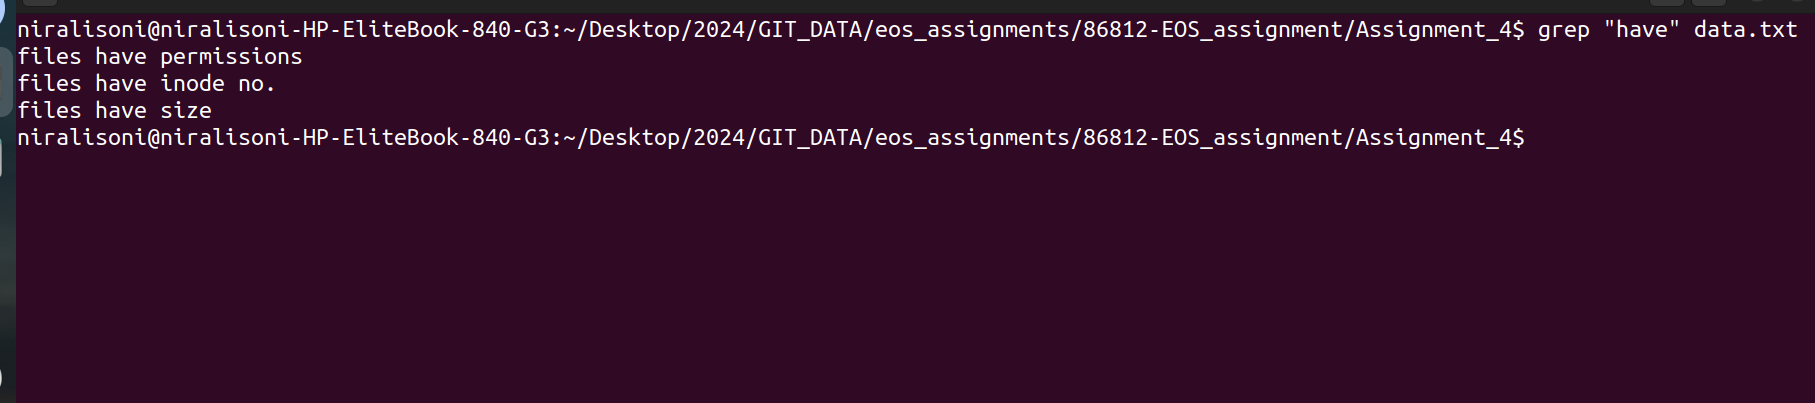 niralisoni@niralisoni-HP-EliteBook-840-G3:~/Desktop/2024/GIT_DATA/eos_assignments/86812-EOS_assignment/Assignment_4$ grep "have" data.txt
files have permissions
files have inode no.
files have size
niralisoni@niralisoni-HP-EliteBook-840-G3:~/Desktop/2024/GIT_DATA/eos_assignments/86812-EOS_assignment/Assignment_4$